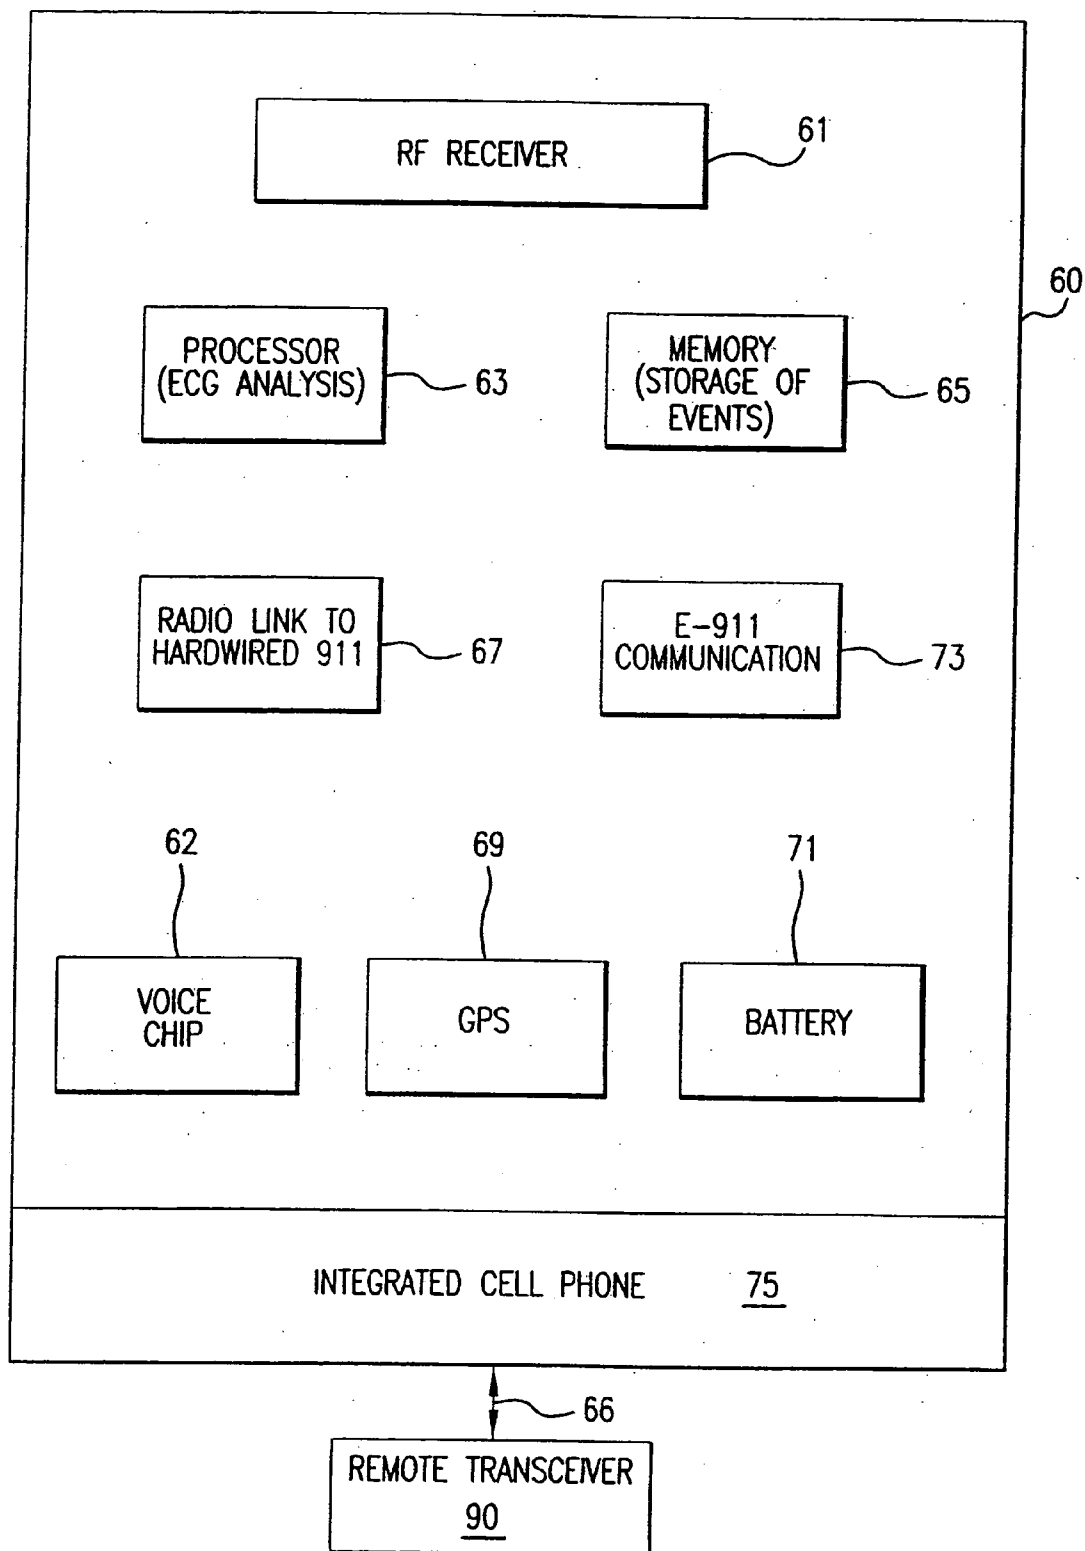 RF RECEIVER
61
60
PROCESSOR
(ECG ANALYSIS)
63
MEMORY
(STORAGE OF
EVENTS)
65
RADIO LINK TO
HARDWIRED 911
67
E-911
COMMUNICATION
73
62
69
71
VOICE
CHIP
GPS
BATTERY
INTEGRATED CELL PHONE 75
66
REMOTE TRANSCEIVER
90